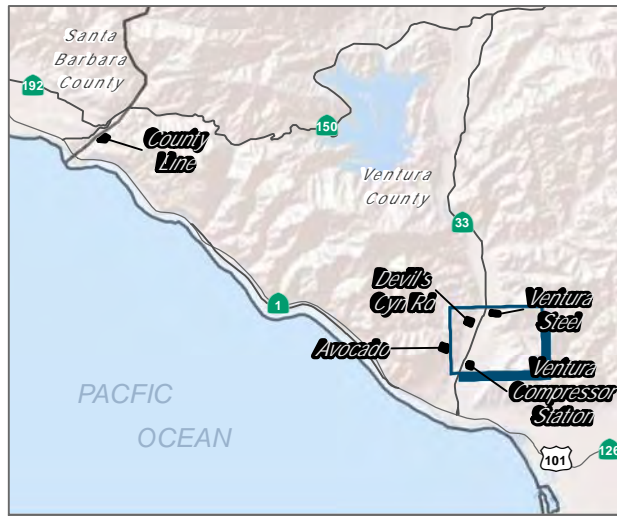 Santa
Barbara
County
192
County
Line
150
Ventura
County
33
Devil's
Cyn Rd
Ventura
Steel
1
Avocado
Ventura
Compressor
Station
PACFIC
OCEAN
101
126